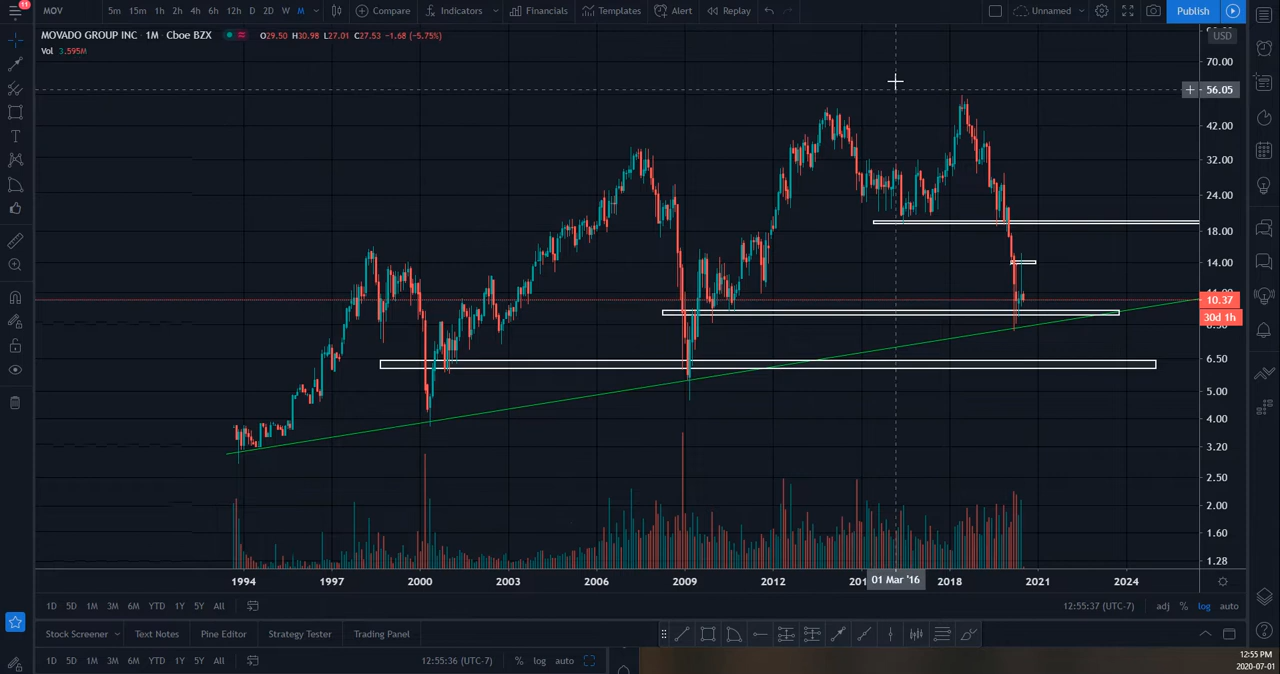 11
MOV 5m 15m 1h 2h 4h 6h 12h D 2D W M Compare Indicators Financials Templates Alert Replay Unnamed Publish
MOVADO GROUP INC · 1M · Cboe BZX O29.50 H30.98 L27.01 C27.53 −1.68 (−5.75%)
USD
Vol 3.595M
70.00
56.05
42.00
32.00
24.00
18.00
14.00
10.37
30d 1h
6.50
5.00
4.00
3.20
2.50
2.00
1.60
1.28
1994 1997 2000 2003 2006 2009 2012 01 Mar '16 2018 2021 2024
1D 5D 1M 3M 6M YTD 1Y 5Y All 12:55:37 (UTC-7) adj % log auto
Stock Screener Text Notes Pine Editor Strategy Tester Trading Panel
1D 5D 1M 3M 6M YTD 1Y 5Y All 12:55:36 (UTC-7) % log auto
12:55 PM
2020-07-01